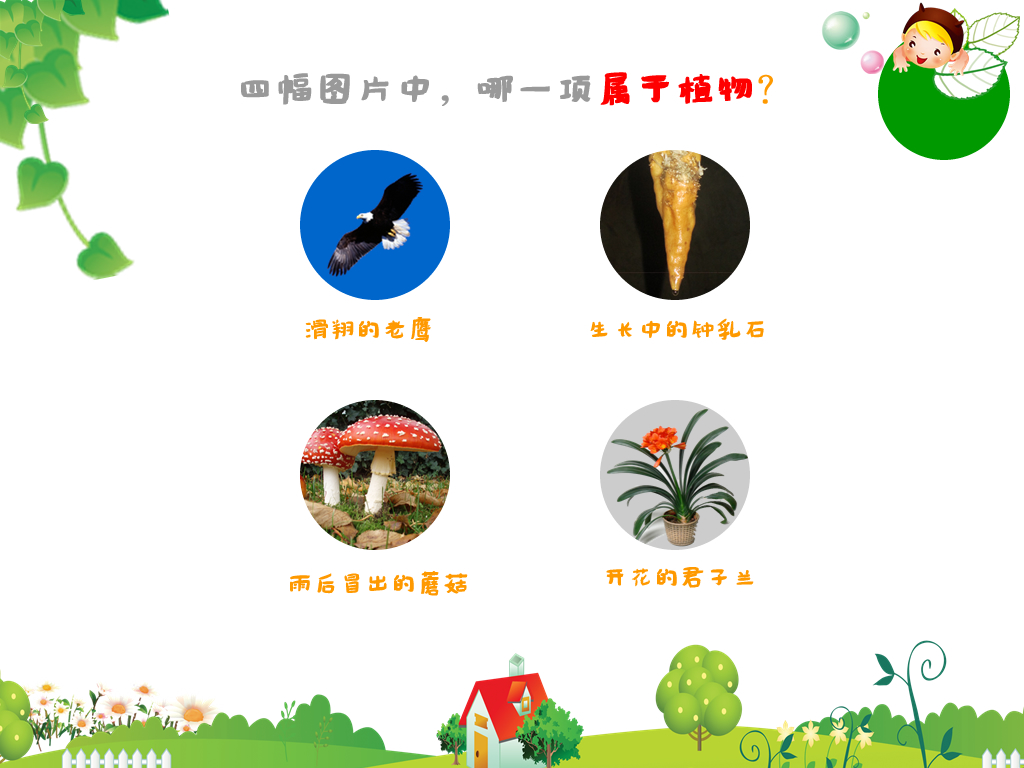 四幅图片中，哪一项属于植物?
滑翔的老鹰
生长中的钟乳石
雨后冒出的蘑菇
开花的君子兰